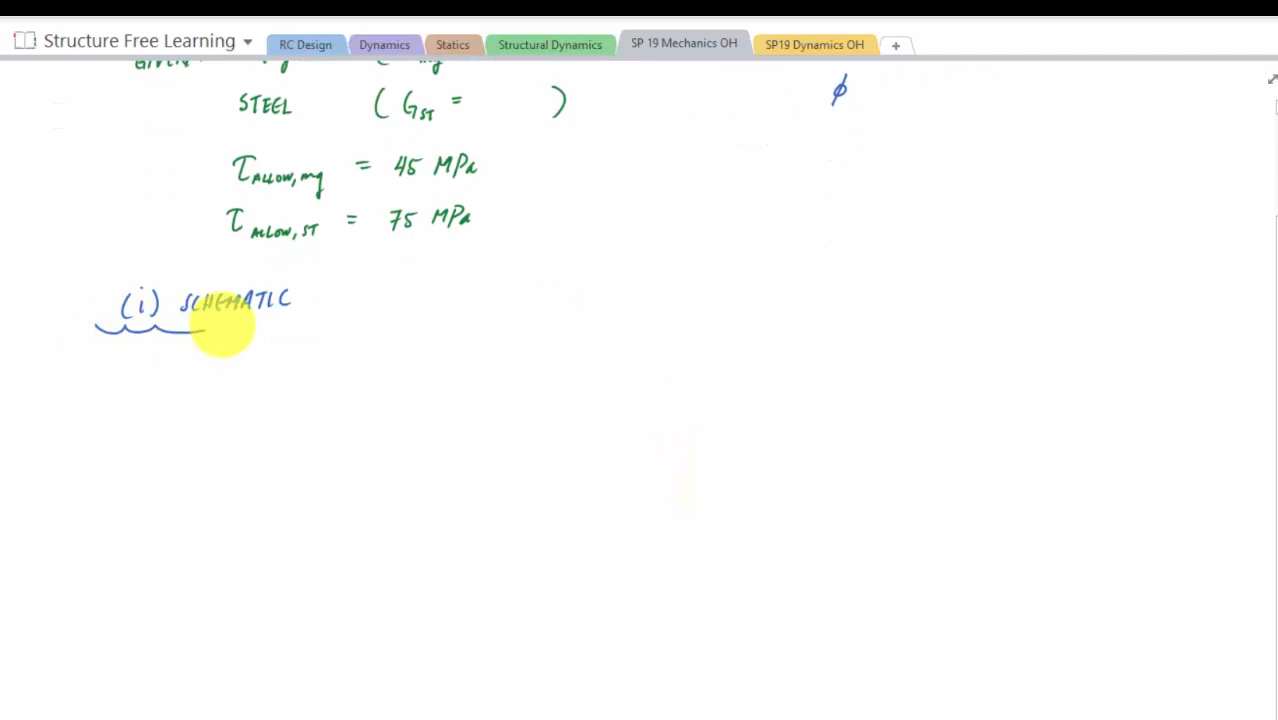 Structure Free Learning
RC Design Dynamics Statics Structural Dynamics SP 19 Mechanics OH SP19 Dynamics OH
GIVEN
STEEL ( G_ST = ) ϕ
τ_ALLOW, mg = 45 MPa
τ_ALLOW, ST = 75 MPa
(i) SCHEMATIC